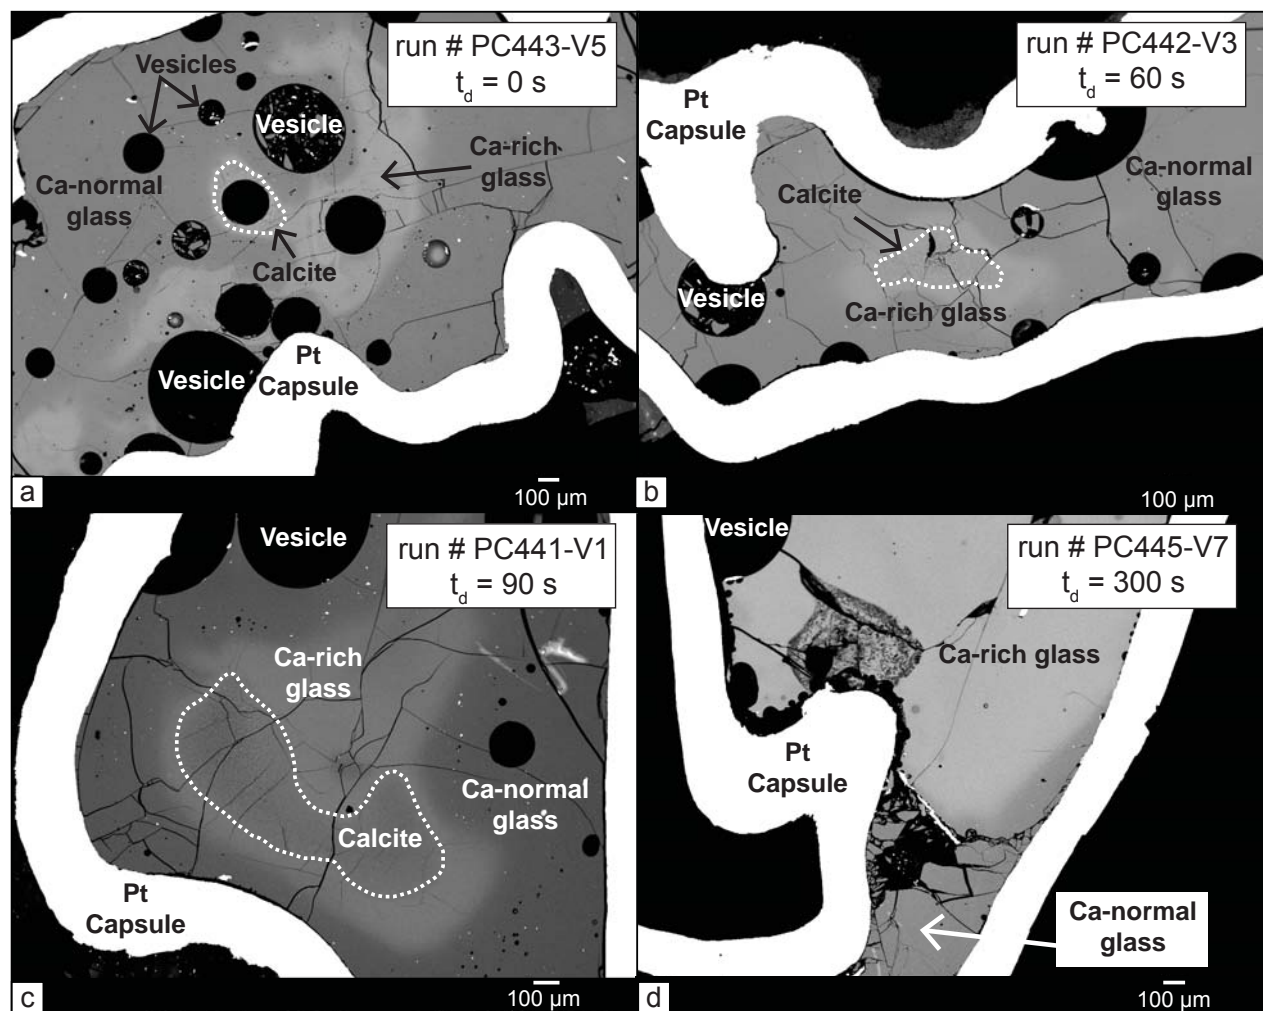 run # PC443-V5
t_d = 0 s
Vesicles
Vesicle
Ca-rich
glass
Ca-normal
glass
Calcite
Pt
Capsule
Vesicle
a
100 µm
run # PC442-V3
t_d = 60 s
Pt
Capsule
Ca-normal
glass
Calcite
Vesicle
Ca-rich glass
b
100 µm
Vesicle
run # PC441-V1
t_d = 90 s
Ca-rich
glass
Ca-normal
glass
Calcite
Pt
Capsule
c
100 µm
Vesicle
run # PC445-V7
t_d = 300 s
Ca-rich glass
Pt
Capsule
Ca-normal
glass
d
100 µm